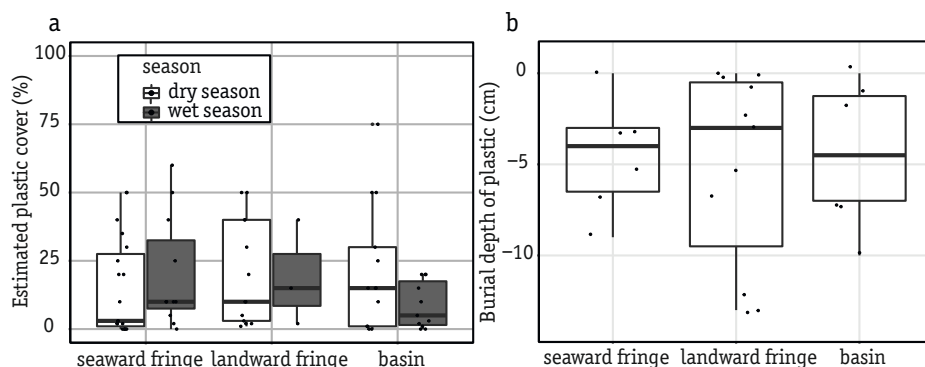 a
Estimated plastic cover (%)
100
75
50
25
0
season
dry season
wet season
seaward fringe
landward fringe
basin
b
Burial depth of plastic (cm)
0
−5
−10
seaward fringe
landward fringe
basin